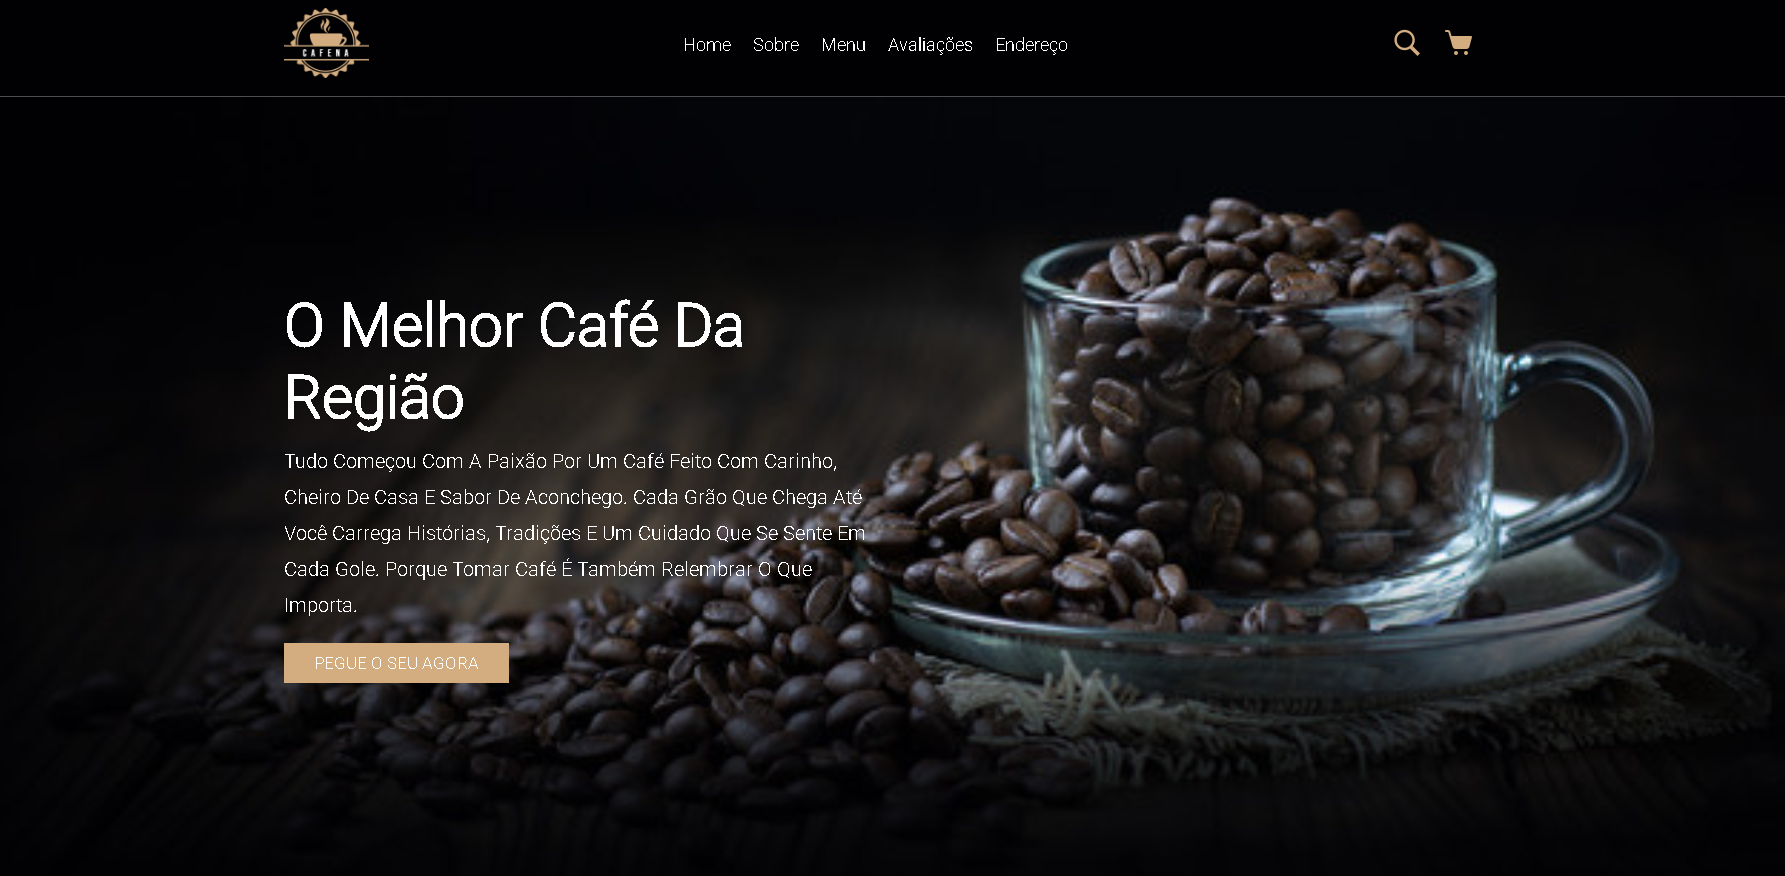 CAFENA
Home Sobre Menu Avaliações Endereço
O Melhor Café Da
Região
Tudo Começou Com A Paixão Por Um Café Feito Com Carinho,
Cheiro De Casa E Sabor De Aconchego. Cada Grão Que Chega Até
Você Carrega Histórias, Tradições E Um Cuidado Que Se Sente Em
Cada Gole. Porque Tomar Café É Também Relembrar O Que
Importa.
PEGUE O SEU AGORA